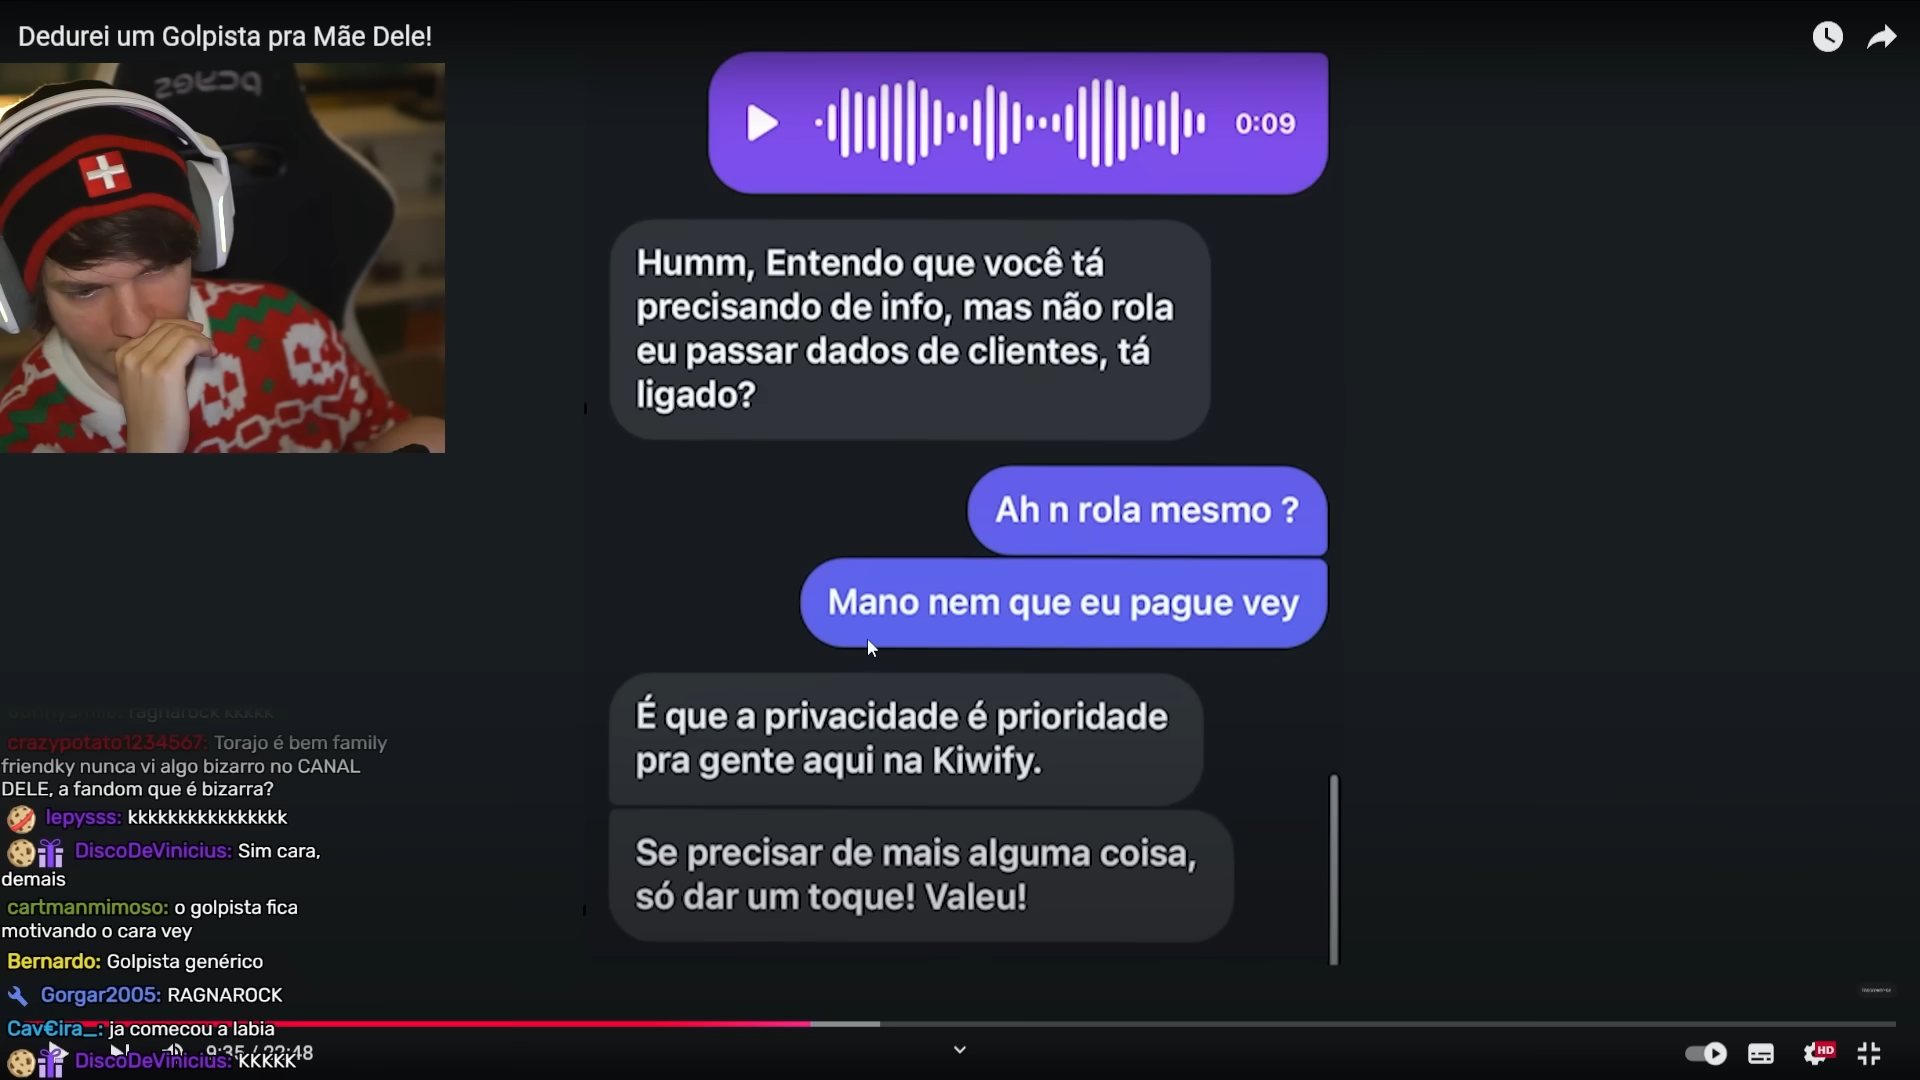 Dedurei um Golpista pra Mãe Dele!
0:09
Humm, Entendo que você tá
precisando de info, mas não rola
eu passar dados de clientes, tá
ligado?
Ah n rola mesmo ?
Mano nem que eu pague vey
É que a privacidade é prioridade
pra gente aqui na Kiwify.
Se precisar de mais alguma coisa,
só dar um toque! Valeu!
ragnarock kkkkk
crazypotato1234567: Torajo é bem family
friendky nunca vi algo bizarro no CANAL
DELE, a fandom que é bizarra?
lepysss: kkkkkkkkkkkkkkkk
DiscoDeVinicius: Sim cara,
demais
cartmanmimoso: o golpista fica
motivando o cara vey
Bernardo: Golpista genérico
Gorgar2005: RAGNAROCK
Cav€ira_: ja comecou a labia
9:35 / 22:48
DiscoDeVinicius: KKKKK
HD